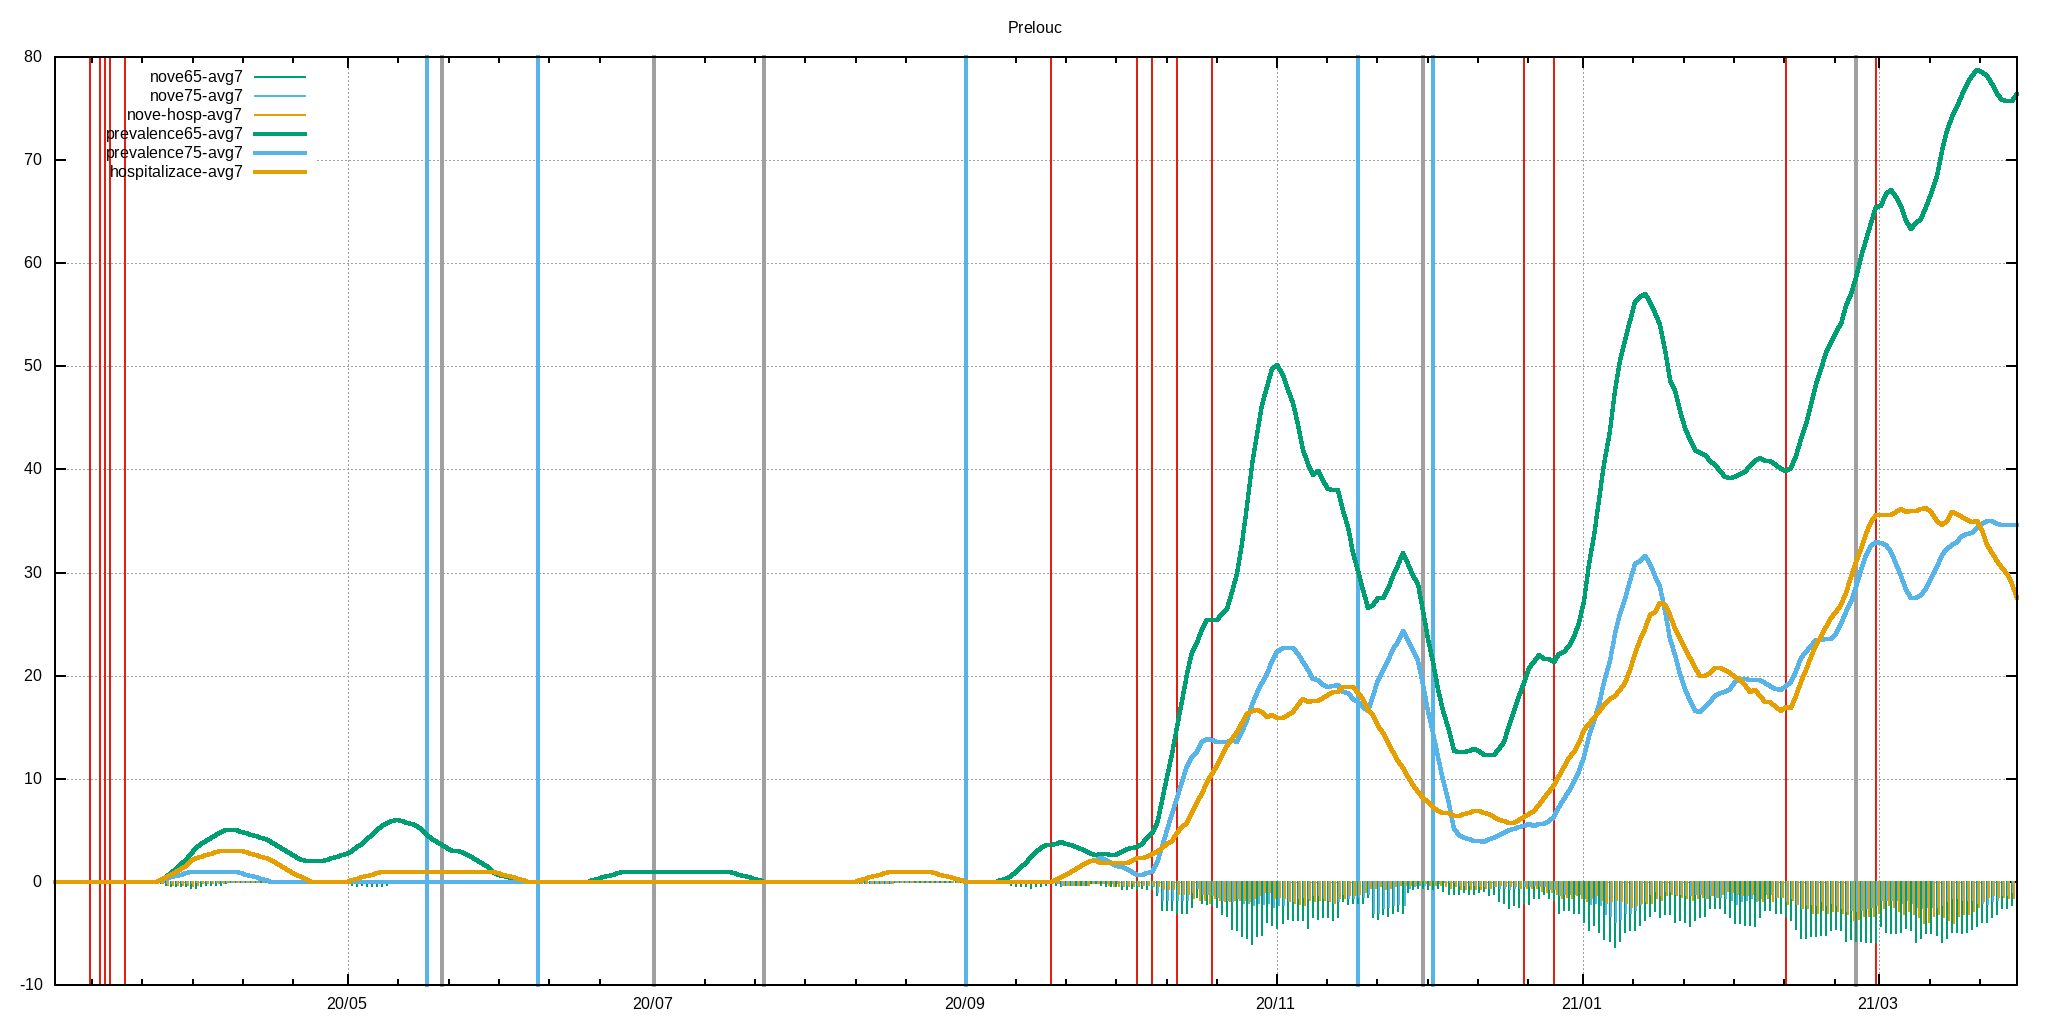 Prelouc
80
70
60
50
40
30
20
10
0
-10
nove65-avg7
nove75-avg7
nove-hosp-avg7
prevalence65-avg7
prevalence75-avg7
hospitalizace-avg7
20/05
20/07
20/09
20/11
21/01
21/03